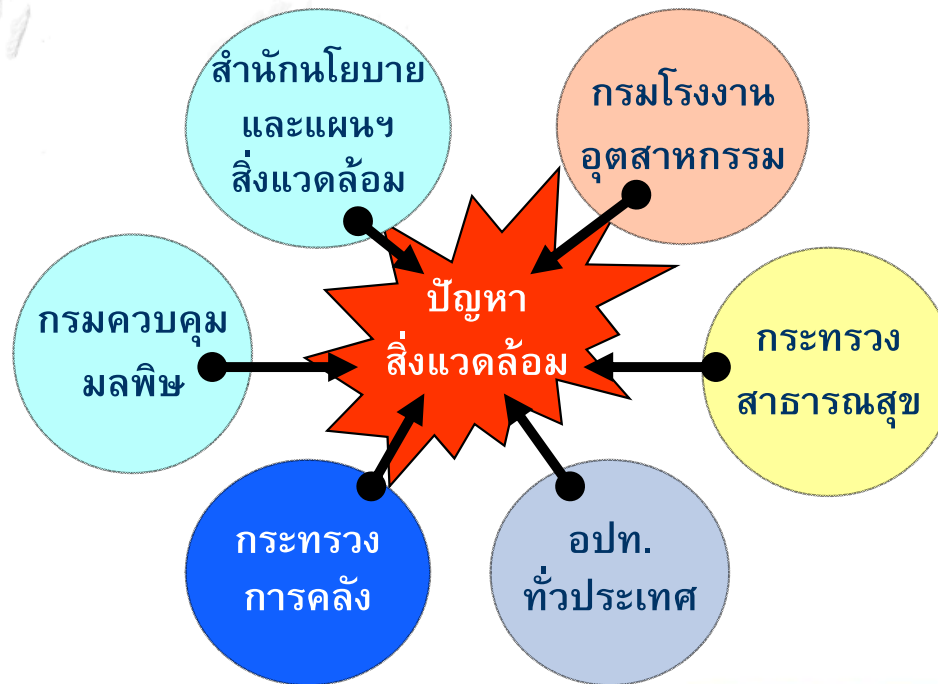 สำนักนโยบาย
และแผนฯ
สิ่งแวดล้อม
กรมโรงงาน
อุตสาหกรรม
กรมควบคุม
มลพิษ
ปัญหา
สิ่งแวดล้อม
กระทรวง
สาธารณสุข
กระทรวง
การคลัง
อปท.
ทั่วประเทศ